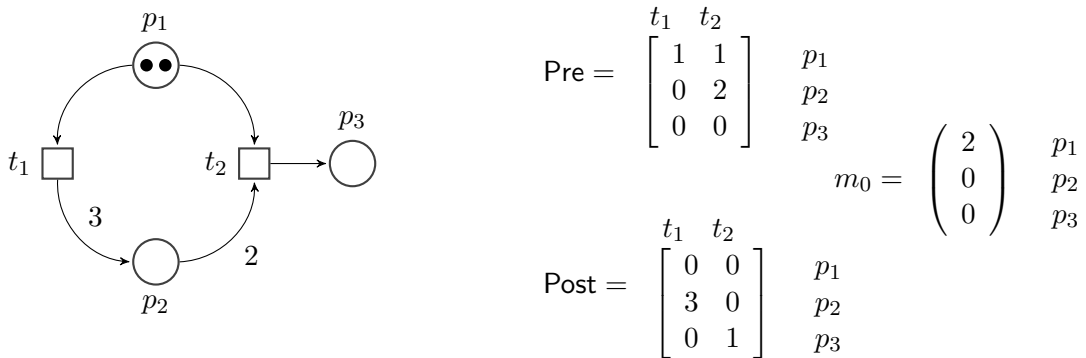 p₁
p₃
t₁
t₂
3
2
p₂
t₁ t₂
Pre = [ 1 1 ] p₁
[ 0 2 ] p₂
[ 0 0 ] p₃
m₀ = ( 2 ) p₁
( 0 ) p₂
( 0 ) p₃
t₁ t₂
Post = [ 0 0 ] p₁
[ 3 0 ] p₂
[ 0 1 ] p₃